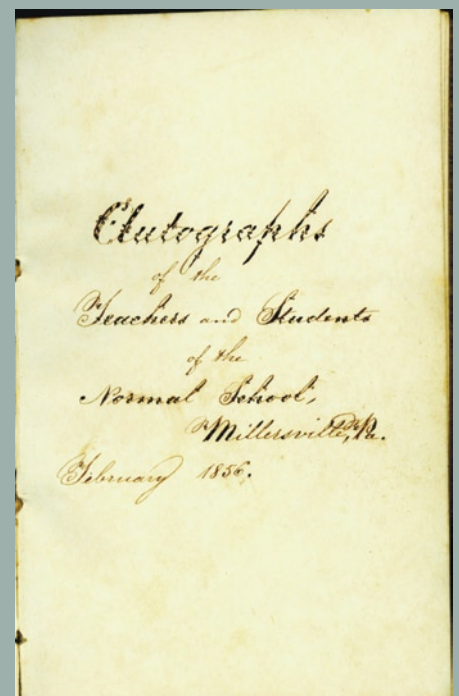 Autographs
of the
Teachers and Students
of the
Normal School,
Millersville, Pa.
February 1856.